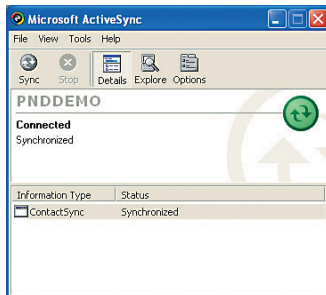 Microsoft ActiveSync
File View Tools Help
Sync Stop Details Explore Options
PNDDEMO
Connected
Synchronized
Information Type Status
ContactSync Synchronized